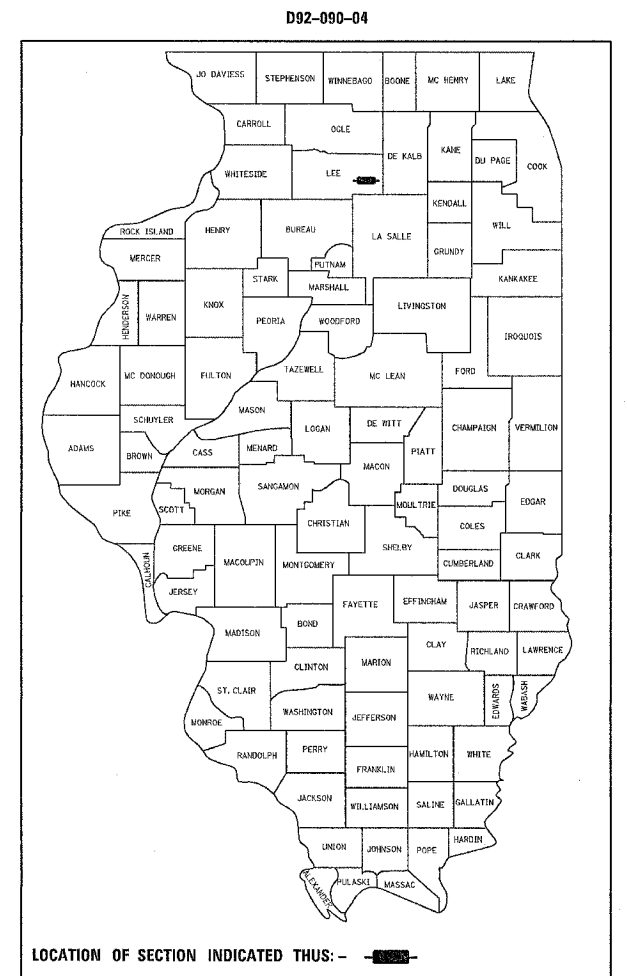 D92-090-04
JO DAVIESS
STEPHENSON
WINNEBAGO
BOONE
MC HENRY
LAKE
CARROLL
OGLE
DE KALB
KANE
DU PAGE
COOK
WHITESIDE
LEE
KENDALL
WILL
ROCK ISLAND
HENRY
BUREAU
LA SALLE
GRUNDY
MERCER
PUTNAM
KANKAKEE
STARK
MARSHALL
HENDERSON
WARREN
KNOX
PEORIA
WOODFORD
LIVINGSTON
IROQUOIS
HANCOCK
MC DONOUGH
FULTON
TAZEWELL
MC LEAN
FORD
MASON
SCHUYLER
LOGAN
DE WITT
CHAMPAIGN
VERMILION
ADAMS
BROWN
CASS
MENARD
MACON
PIATT
PIKE
SCOTT
MORGAN
SANGAMON
CHRISTIAN
MOULTRIE
DOUGLAS
EDGAR
COLES
GREENE
MACOUPIN
MONTGOMERY
SHELBY
CUMBERLAND
CLARK
CALHOUN
JERSEY
FAYETTE
EFFINGHAM
JASPER
CRAWFORD
MADISON
BOND
CLAY
RICHLAND
LAWRENCE
CLINTON
MARION
ST. CLAIR
WAYNE
EDWARDS
WABASH
WASHINGTON
JEFFERSON
MONROE
RANDOLPH
PERRY
HAMILTON
WHITE
FRANKLIN
JACKSON
WILLIAMSON
SALINE
GALLATIN
UNION
JOHNSON
POPE
HARDIN
ALEXANDER
PULASKI
MASSAC
LOCATION OF SECTION INDICATED THUS: -